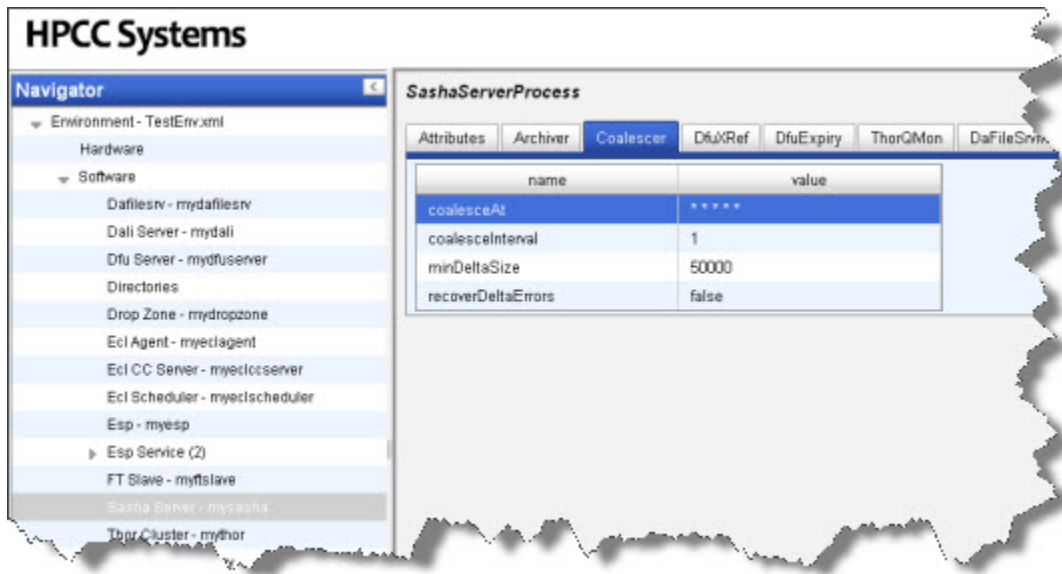 HPCC Systems
Navigator
Environment - TestEnv.xml
Hardware
Software
Dafilesrv - mydafilesrv
Dali Server - mydali
Dfu Server - mydfuserver
Directories
Drop Zone - mydropzone
Ecl Agent - myeclagent
Ecl CC Server - myeclccserver
Ecl Scheduler - myeclscheduler
Esp - myesp
Esp Service (2)
FT Slave - myftslave
Sasha Server - mysasha
Thor Cluster - mythor
SashaServerProcess
Attributes Archiver Coalescer DfuXRef DfuExpiry ThorQMon
name value
coalesceAt * * * * *
coalesceInterval 1
minDeltaSize 50000
recoverDeltaErrors false